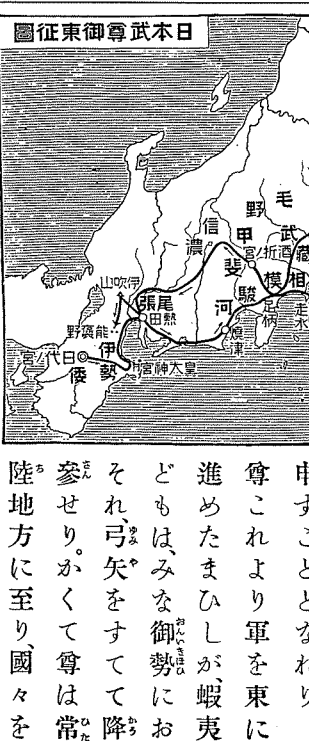 日本武尊御東征圖
毛野
武藏
相模
走水
足柄
甲斐
酒折ノ宮
信濃
駿河
燒津
尾張
熱田
伊吹山
能褒野
伊勢
皇太神宮
日代ノ宮
倭
申すこととなれり
尊これより軍を東に
進めたまひしが、蝦夷
どもは、みな御勢にお
それ、弓矢をすてて降
參せり。かくて尊は常
陸地方に至り、國々を